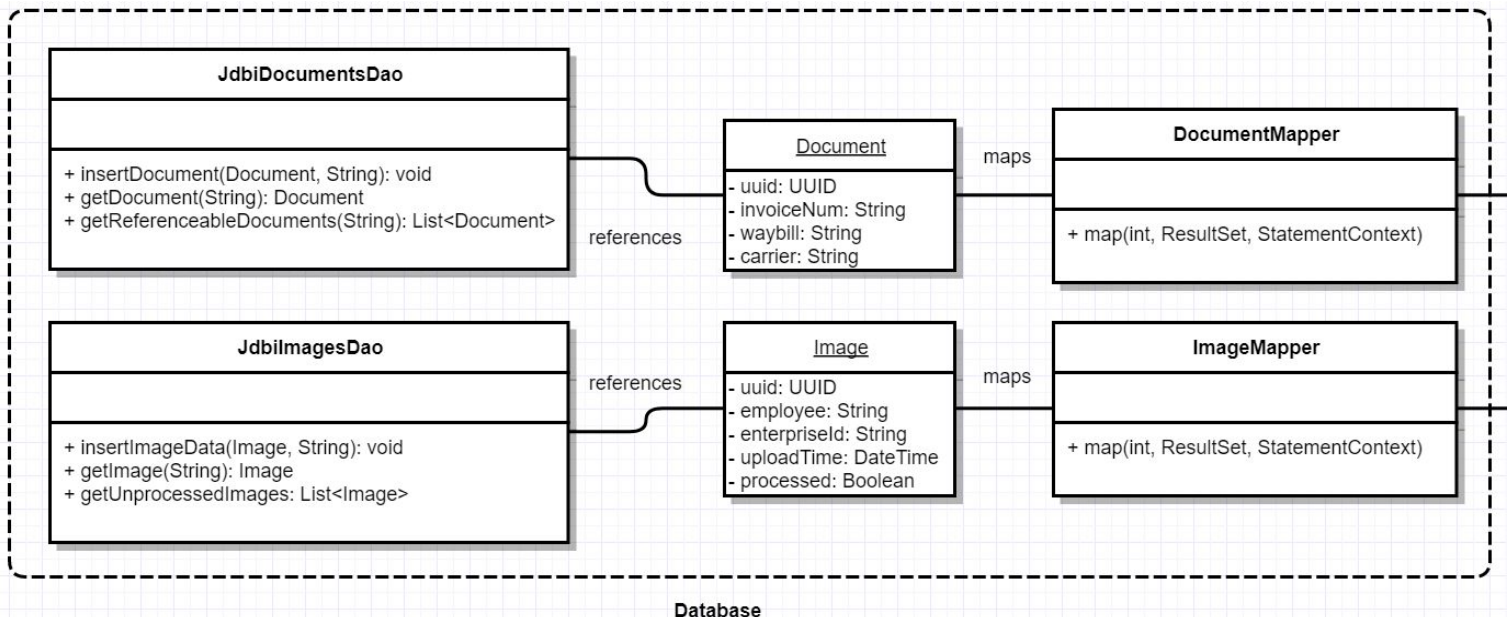 JdbiDocumentsDao
+ insertDocument(Document, String): void
+ getDocument(String): Document
+ getReferenceableDocuments(String): List<Document>
references
Document
- uuid: UUID
- invoiceNum: String
- waybill: String
- carrier: String
maps
DocumentMapper
+ map(int, ResultSet, StatementContext)
JdbiImagesDao
+ insertImageData(Image, String): void
+ getImage(String): Image
+ getUnprocessedImages: List<Image>
references
Image
- uuid: UUID
- employee: String
- enterpriseId: String
- uploadTime: DateTime
- processed: Boolean
maps
ImageMapper
+ map(int, ResultSet, StatementContext)
Database